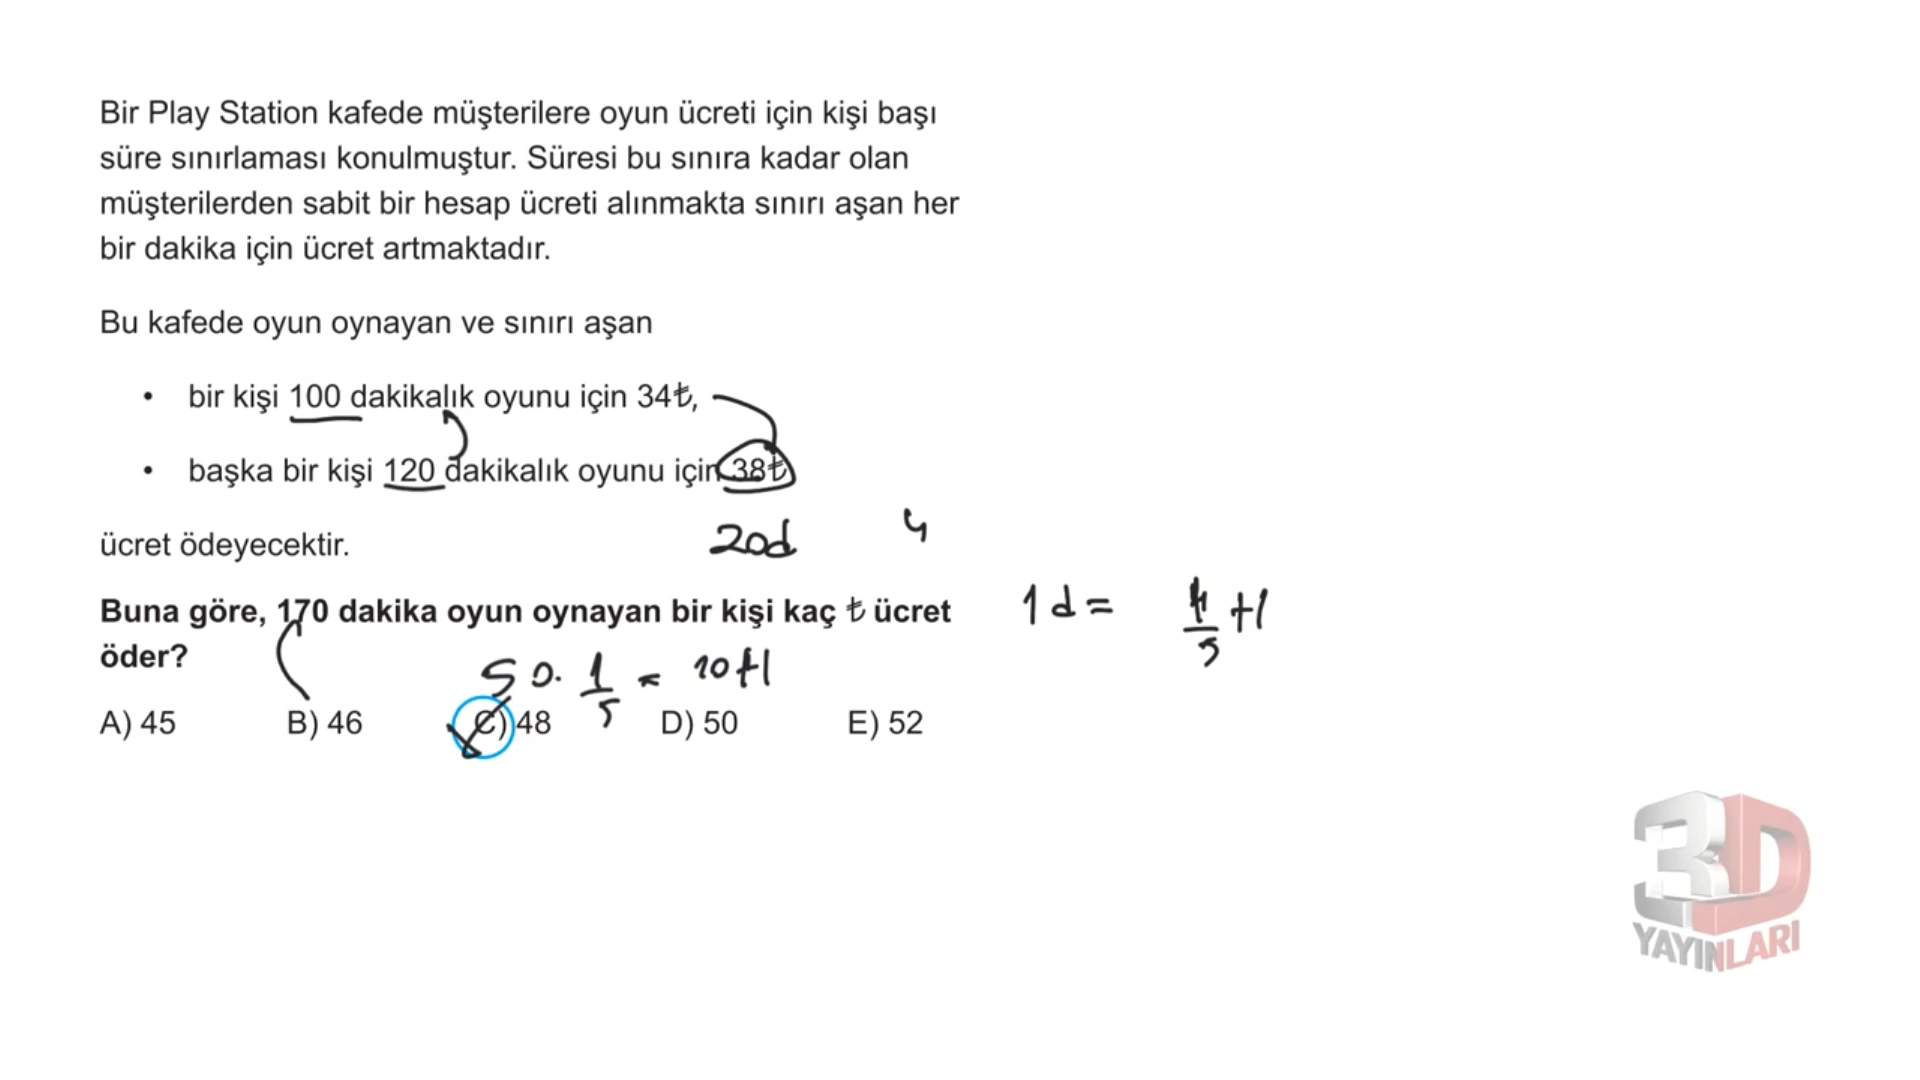 Bir Play Station kafede müşterilere oyun ücreti için kişi başı
süre sınırlaması konulmuştur. Süresi bu sınıra kadar olan
müşterilerden sabit bir hesap ücreti alınmakta sınırı aşan her
bir dakika için ücret artmaktadır.
Bu kafede oyun oynayan ve sınırı aşan
• bir kişi 100 dakikalık oyunu için 34₺,
• başka bir kişi 120 dakikalık oyunu için 38₺
ücret ödeyecektir.
20d 4
Buna göre, 170 dakika oyun oynayan bir kişi kaç ₺ ücret
öder?
1d = 1/5 tl
50. 1/5 = 10 tl
A) 45 B) 46 C) 48 D) 50 E) 52
3D
YAYINLARI